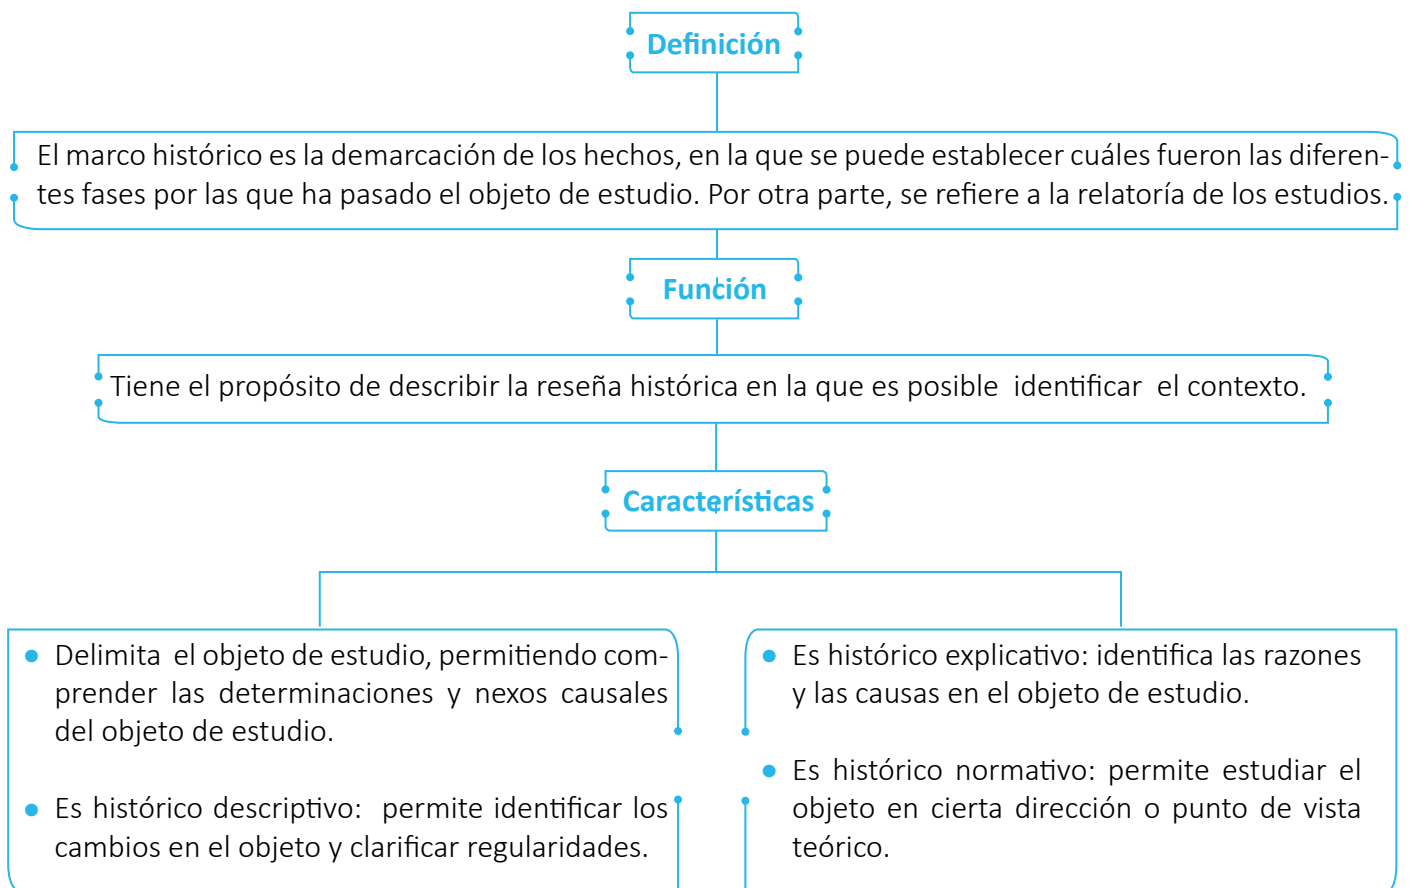 Definición
El marco histórico es la demarcación de los hechos, en la que se puede establecer cuáles fueron las diferen-
tes fases por las que ha pasado el objeto de estudio. Por otra parte, se refiere a la relatoría de los estudios.
Función
Tiene el propósito de describir la reseña histórica en la que es posible identificar el contexto.
Características
• Delimita el objeto de estudio, permitiendo com-
prender las determinaciones y nexos causales
del objeto de estudio.
• Es histórico descriptivo: permite identificar los
cambios en el objeto y clarificar regularidades.
• Es histórico explicativo: identifica las razones
y las causas en el objeto de estudio.
• Es histórico normativo: permite estudiar el
objeto en cierta dirección o punto de vista
teórico.